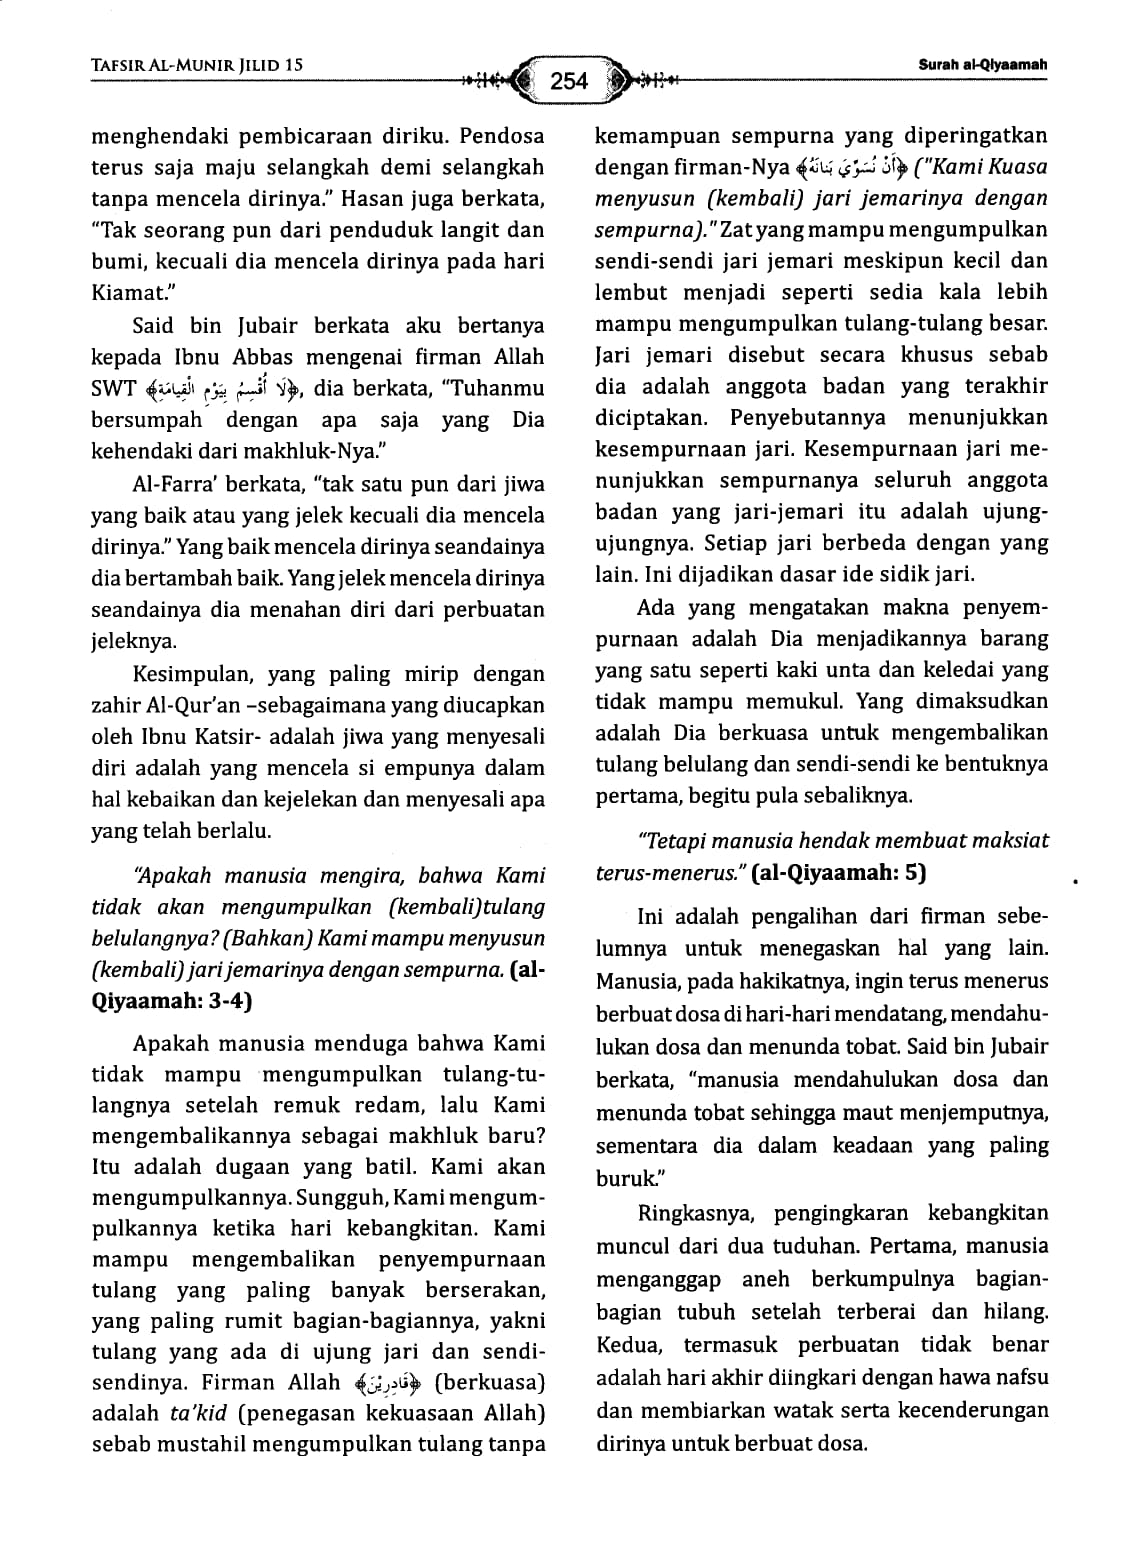 TAFSIR AL-MUNIR JILID 15
254
Surah al-Qiyaamah
menghendaki pembicaraan diriku. Pendosa
terus saja maju selangkah demi selangkah
tanpa mencela dirinya.” Hasan juga berkata,
“Tak seorang pun dari penduduk langit dan
bumi, kecuali dia mencela dirinya pada hari
Kiamat.”
Said bin Jubair berkata aku bertanya
kepada Ibnu Abbas mengenai firman Allah
SWT ﴿لَا أُقْسِمُ بِيَوْمِ الْقِيَامَةِ﴾, dia berkata, “Tuhanmu
bersumpah dengan apa saja yang Dia
kehendaki dari makhluk-Nya.”
Al-Farra’ berkata, “tak satu pun dari jiwa
yang baik atau yang jelek kecuali dia mencela
dirinya.” Yang baik mencela dirinya seandainya
dia bertambah baik. Yang jelek mencela dirinya
seandainya dia menahan diri dari perbuatan
jeleknya.
Kesimpulan, yang paling mirip dengan
zahir Al-Qur’an –sebagaimana yang diucapkan
oleh Ibnu Katsir- adalah jiwa yang menyesali
diri adalah yang mencela si empunya dalam
hal kebaikan dan kejelekan dan menyesali apa
yang telah berlalu.
“Apakah manusia mengira, bahwa Kami
tidak akan mengumpulkan (kembali)tulang
belulangnya? (Bahkan) Kami mampu menyusun
(kembali) jari jemarinya dengan sempurna. (al-
Qiyaamah: 3-4)
Apakah manusia menduga bahwa Kami
tidak mampu mengumpulkan tulang-tu-
langnya setelah remuk redam, lalu Kami
mengembalikannya sebagai makhluk baru?
Itu adalah dugaan yang batil. Kami akan
mengumpulkannya. Sungguh, Kami mengum-
pulkannya ketika hari kebangkitan. Kami
mampu mengembalikan penyempurnaan
tulang yang paling banyak berserakan,
yang paling rumit bagian-bagiannya, yakni
tulang yang ada di ujung jari dan sendi-
sendinya. Firman Allah ﴿قَادِرِيْنَ﴾ (berkuasa)
adalah ta’kid (penegasan kekuasaan Allah)
sebab mustahil mengumpulkan tulang tanpa
kemampuan sempurna yang diperingatkan
dengan firman-Nya ﴿أَنْ نُسَوِّيَ بَنَانَهُ﴾ ("Kami Kuasa
menyusun (kembali) jari jemarinya dengan
sempurna)." Zat yang mampu mengumpulkan
sendi-sendi jari jemari meskipun kecil dan
lembut menjadi seperti sedia kala lebih
mampu mengumpulkan tulang-tulang besar.
Jari jemari disebut secara khusus sebab
dia adalah anggota badan yang terakhir
diciptakan. Penyebutannya menunjukkan
kesempurnaan jari. Kesempurnaan jari me-
nunjukkan sempurnanya seluruh anggota
badan yang jari-jemari itu adalah ujung-
ujungnya. Setiap jari berbeda dengan yang
lain. Ini dijadikan dasar ide sidik jari.
Ada yang mengatakan makna penyem-
purnaan adalah Dia menjadikannya barang
yang satu seperti kaki unta dan keledai yang
tidak mampu memukul. Yang dimaksudkan
adalah Dia berkuasa untuk mengembalikan
tulang belulang dan sendi-sendi ke bentuknya
pertama, begitu pula sebaliknya.
“Tetapi manusia hendak membuat maksiat
terus-menerus.” (al-Qiyaamah: 5)
Ini adalah pengalihan dari firman sebe-
lumnya untuk menegaskan hal yang lain.
Manusia, pada hakikatnya, ingin terus menerus
berbuat dosa di hari-hari mendatang, mendahu-
lukan dosa dan menunda tobat. Said bin Jubair
berkata, “manusia mendahulukan dosa dan
menunda tobat sehingga maut menjemputnya,
sementara dia dalam keadaan yang paling
buruk.”
Ringkasnya, pengingkaran kebangkitan
muncul dari dua tuduhan. Pertama, manusia
menganggap aneh berkumpulnya bagian-
bagian tubuh setelah terberai dan hilang.
Kedua, termasuk perbuatan tidak benar
adalah hari akhir diingkari dengan hawa nafsu
dan membiarkan watak serta kecenderungan
dirinya untuk berbuat dosa.